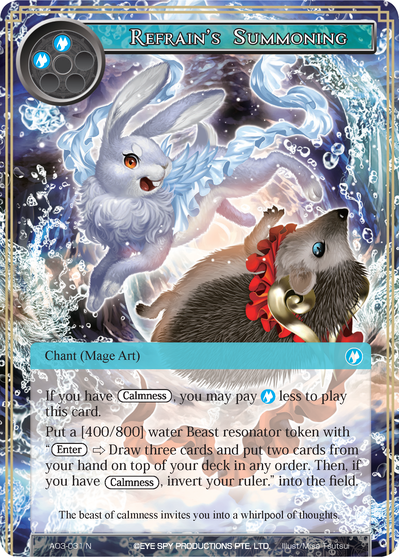 Refrain's Summoning
Chant (Mage Art)
If you have Calmness, you may pay less to play
this card.
Put a [400/800] water Beast resonator token with
"Enter ⇨ Draw three cards and put two cards from
your hand on top of your deck in any order. Then, if
you have Calmness, invert your ruler." into the field.
The beast of calmness invites you into a whirlpool of thoughts.
AO3-031 N
©EYE SPY PRODUCTIONS PTE. LTD.
Illust/